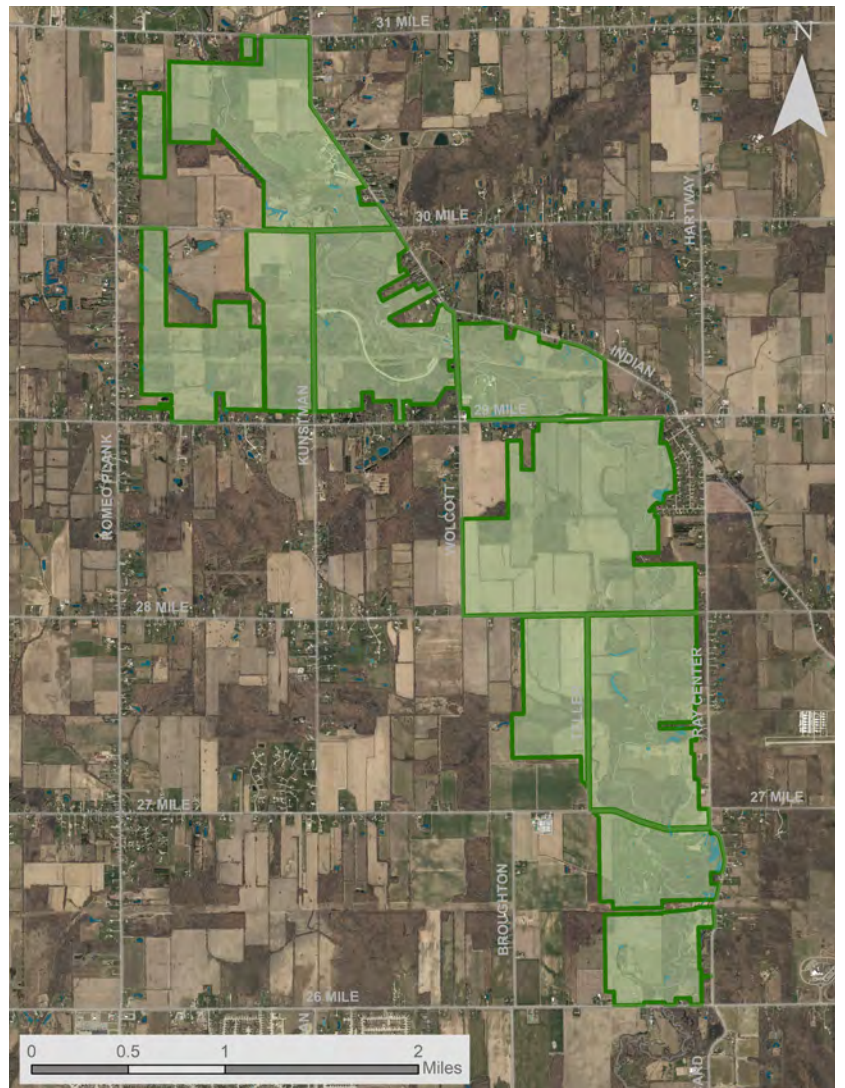 31 MILE
N
HARTWAY
30 MILE
INDIAN
29 MILE
KUNSTMAN
ROMEO PLANK
WOLCOTT
28 MILE
RAY CENTER
27 MILE
27 MILE
BROUGHTON
26 MILE
0 0.5 1 2
Miles